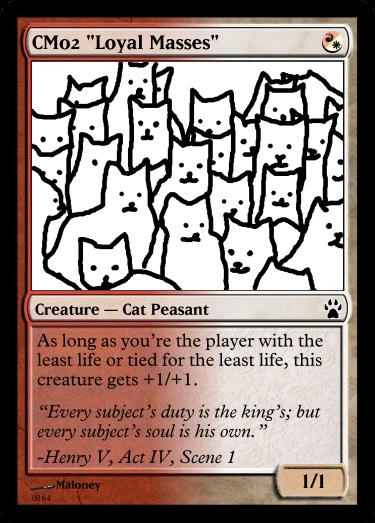 CM02 "Loyal Masses"
Creature — Cat Peasant
As long as you're the player with the
least life or tied for the least life, this
creature gets +1/+1.
“Every subject’s duty is the king’s; but
every subject’s soul is his own.”
-Henry V, Act IV, Scene 1
1/1
Maloney
0164